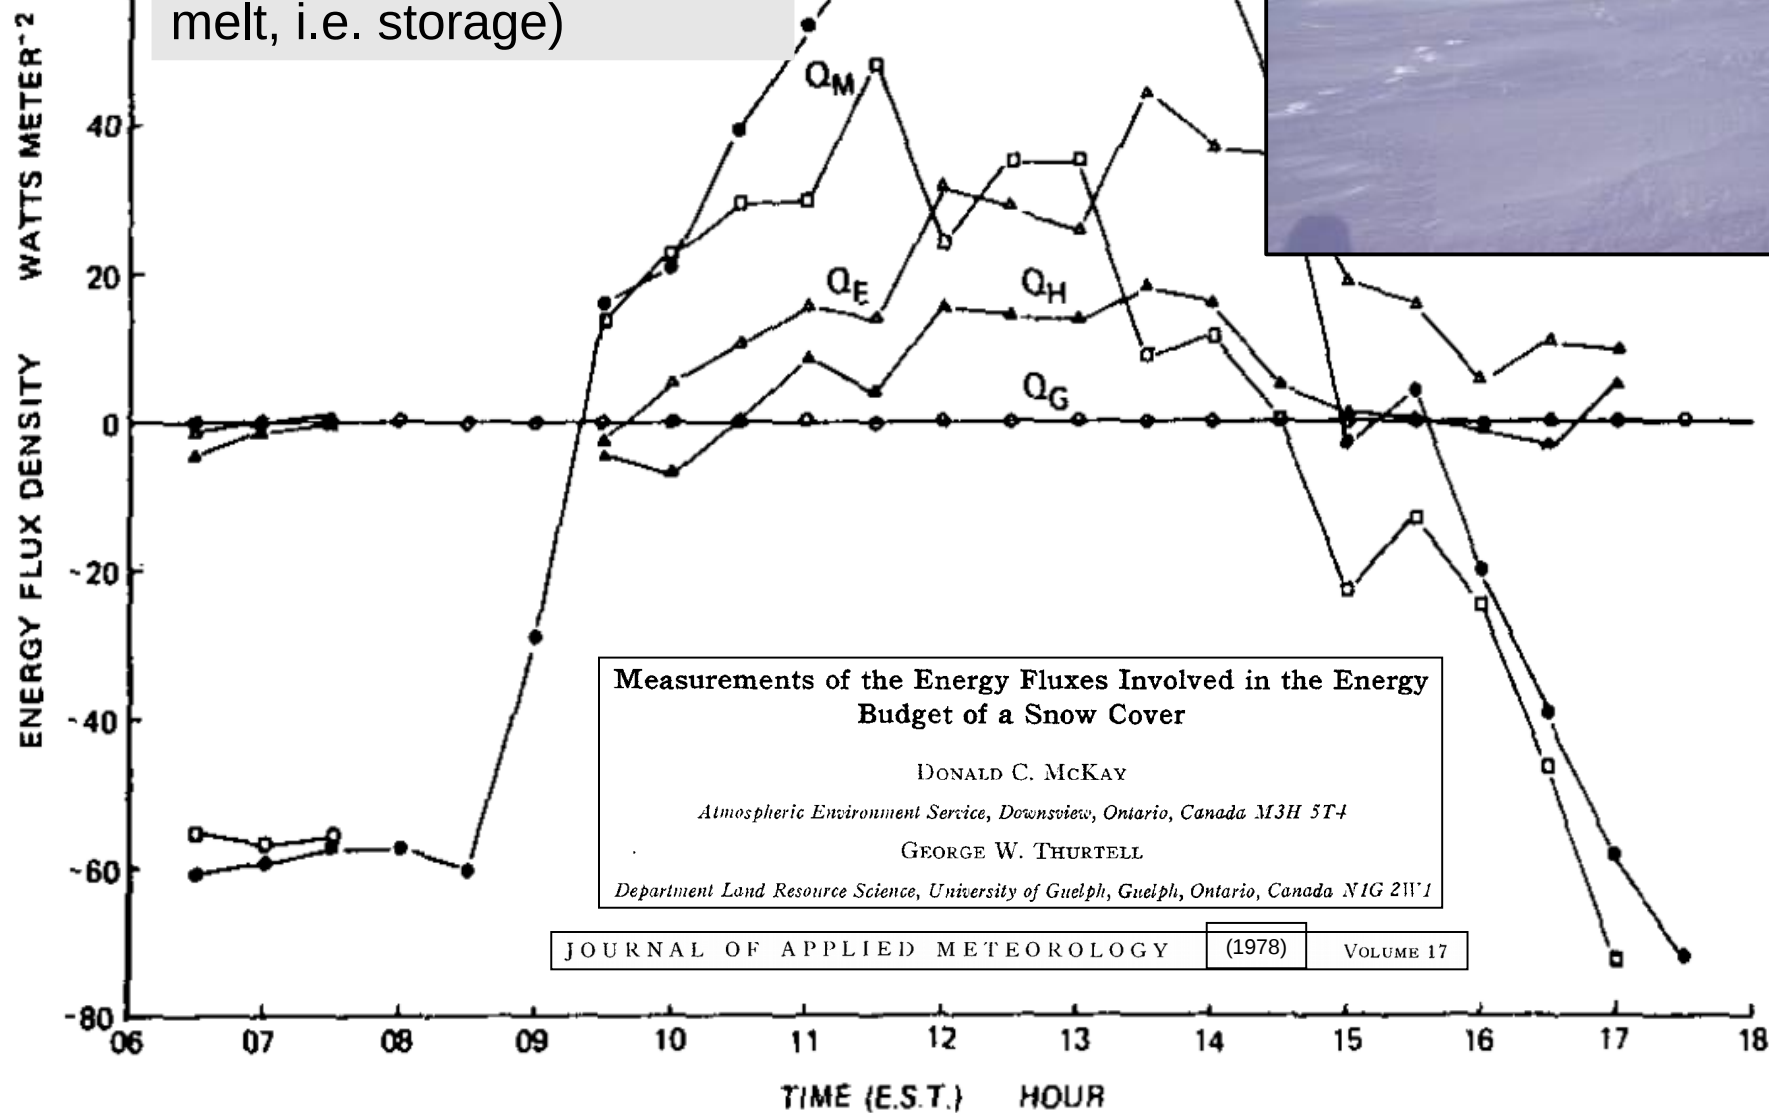 melt, i.e. storage)
WATTS METER⁻²
ENERGY FLUX DENSITY
40
20
0
-20
-40
-60
-80
QM
QE
QH
QG
Measurements of the Energy Fluxes Involved in the Energy
Budget of a Snow Cover
DONALD C. MCKAY
Atmospheric Environment Service, Downsview, Ontario, Canada M3H 5T4
GEORGE W. THURTELL
Department Land Resource Science, University of Guelph, Guelph, Ontario, Canada N1G 2W1
JOURNAL OF APPLIED METEOROLOGY (1978) VOLUME 17
06 07 08 09 10 11 12 13 14 15 16 17 18
TIME (E.S.T.) HOUR